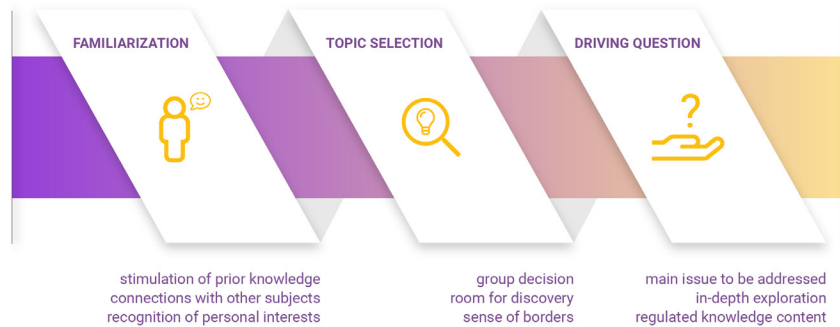 FAMILIARIZATION
TOPIC SELECTION
DRIVING QUESTION
?
stimulation of prior knowledge
connections with other subjects
recognition of personal interests
group decision
room for discovery
sense of borders
main issue to be addressed
in-depth exploration
regulated knowledge content